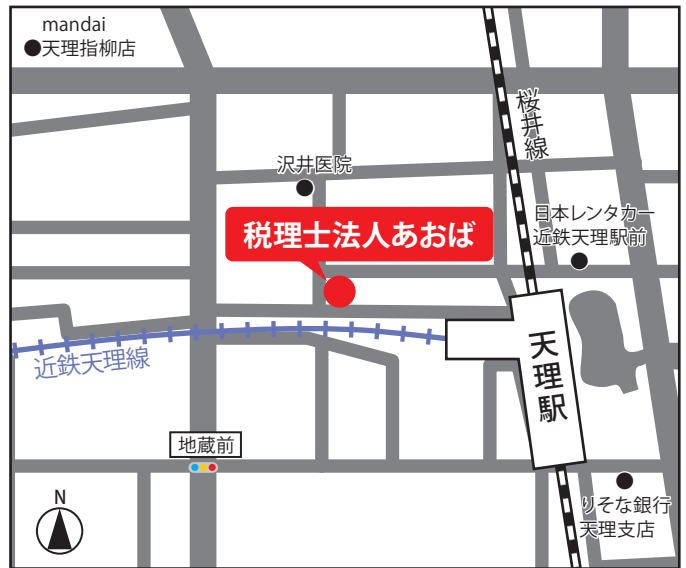 mandai
天理指柳店
桜井線
沢井医院
日本レンタカー
近鉄天理駅前
税理士法人あおば
天理駅
近鉄天理線
地蔵前
N
りそな銀行
天理支店